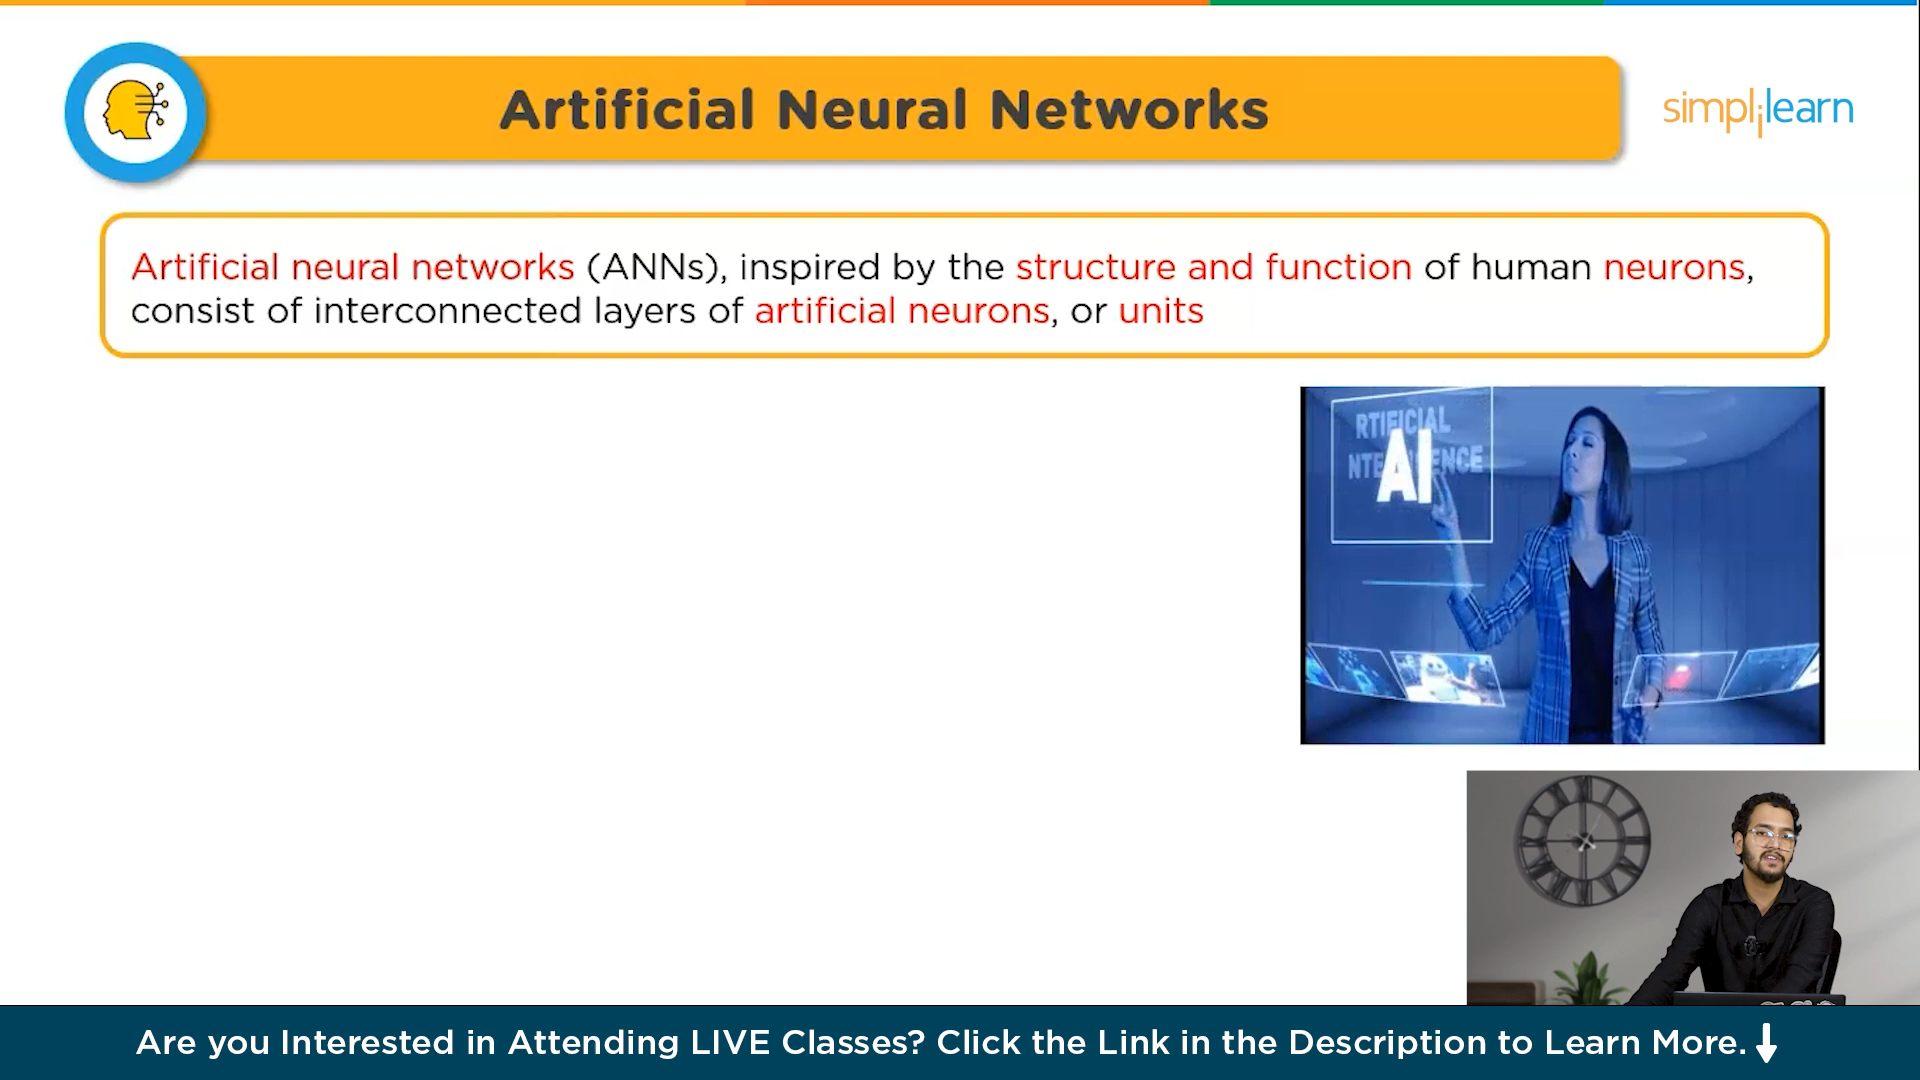 Artificial Neural Networks
simplilearn
Artificial neural networks (ANNs), inspired by the structure and function of human neurons,
consist of interconnected layers of artificial neurons, or units
RTIFICIAL
AI
Are you Interested in Attending LIVE Classes? Click the Link in the Description to Learn More.